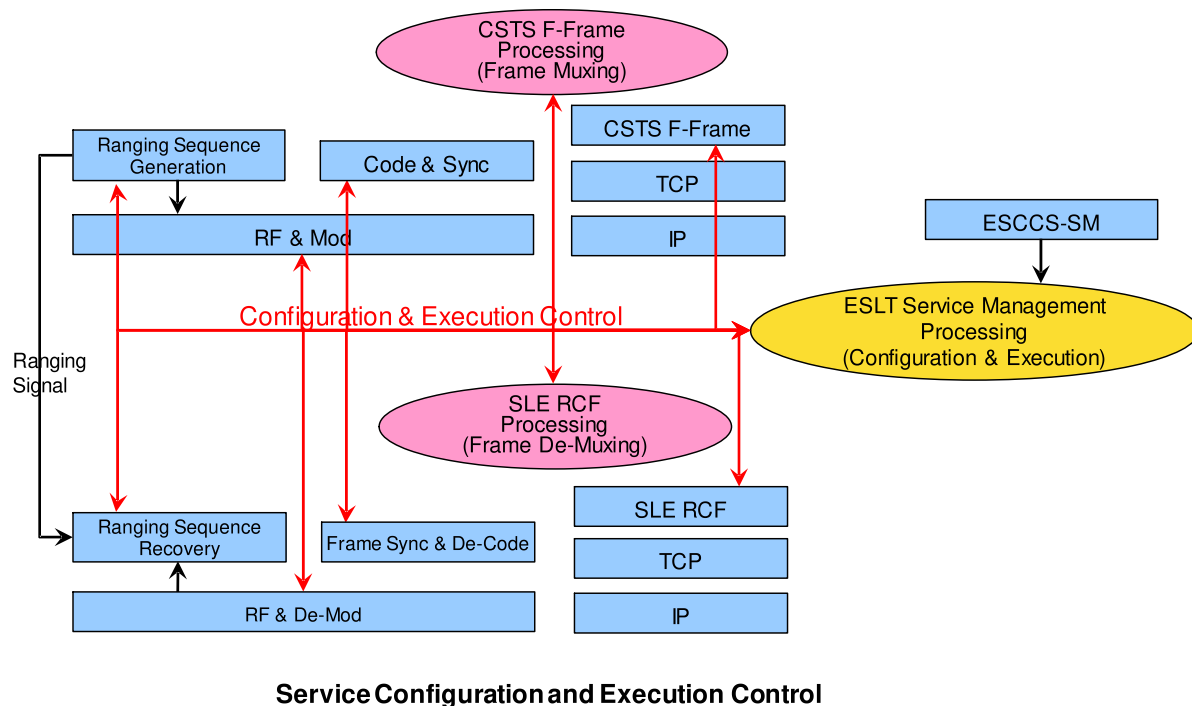 CSTS F-Frame
Processing
(Frame Muxing)
CSTS F-Frame
Ranging Sequence
Generation
Code & Sync
TCP
RF & Mod
IP
ESCCS-SM
Configuration & Execution Control
ESLT Service Management
Processing
(Configuration & Execution)
Ranging
Signal
SLE RCF
Processing
(Frame De-Muxing)
SLE RCF
Ranging Sequence
Recovery
Frame Sync & De-Code
TCP
RF & De-Mod
IP
Service Configuration and Execution Control